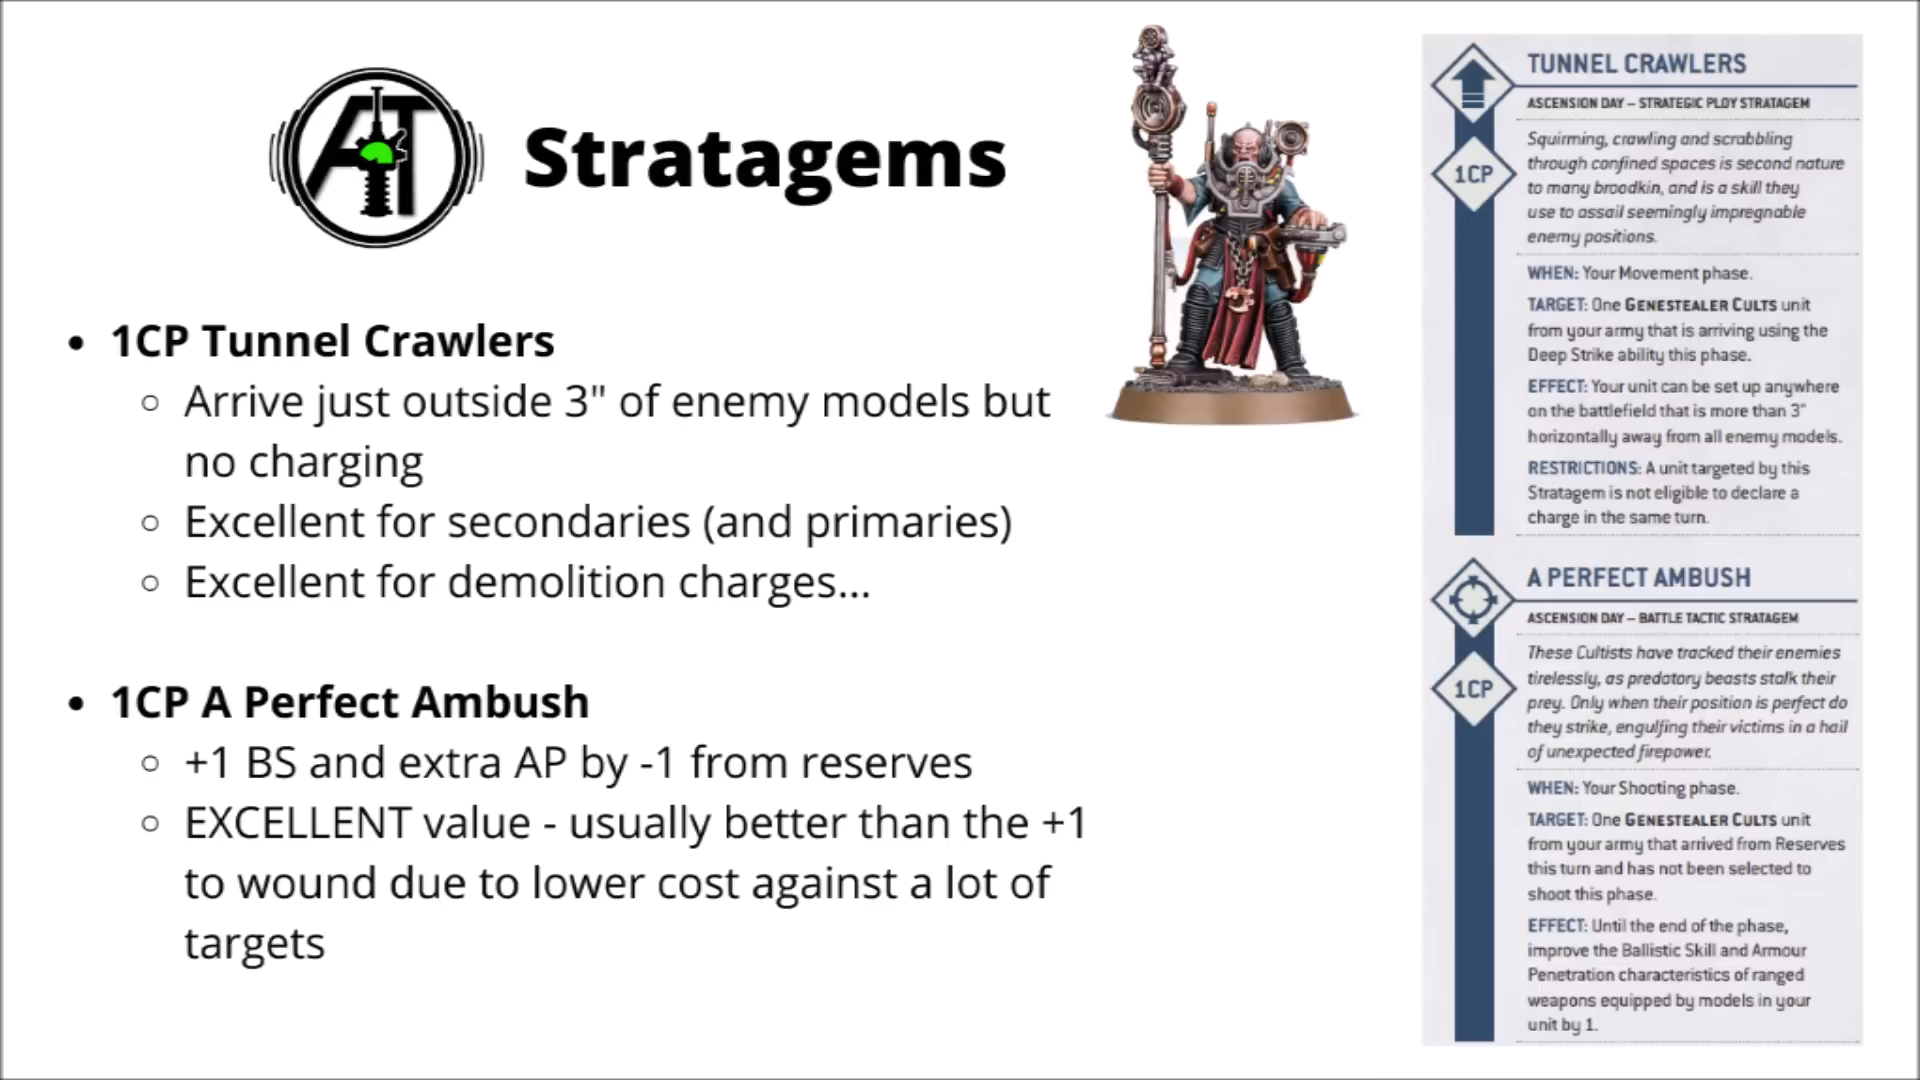 AT
Stratagems
• 1CP Tunnel Crawlers
○ Arrive just outside 3" of enemy models but
no charging
○ Excellent for secondaries (and primaries)
○ Excellent for demolition charges...
• 1CP A Perfect Ambush
○ +1 BS and extra AP by -1 from reserves
○ EXCELLENT value - usually better than the +1
to wound due to lower cost against a lot of
targets
TUNNEL CRAWLERS
ASCENSION DAY – STRATEGIC PLOY STRATAGEM
1CP
Squirming, crawling and scrabbling
through confined spaces is second nature
to many broodkin, and is a skill they
use to assail seemingly impregnable
enemy positions.
WHEN: Your Movement phase.
TARGET: One GENESTEALER CULTS unit
from your army that is arriving using the
Deep Strike ability this phase.
EFFECT: Your unit can be set up anywhere
on the battlefield that is more than 3"
horizontally away from all enemy models.
RESTRICTIONS: A unit targeted by this
Stratagem is not eligible to declare a
charge in the same turn.
A PERFECT AMBUSH
ASCENSION DAY – BATTLE TACTIC STRATAGEM
1CP
These Cultists have tracked their enemies
tirelessly, as predatory beasts stalk their
prey. Only when their position is perfect do
they strike, engulfing their victims in a hail
of unexpected firepower.
WHEN: Your Shooting phase.
TARGET: One GENESTEALER CULTS unit
from your army that arrived from Reserves
this turn and has not been selected to
shoot this phase.
EFFECT: Until the end of the phase,
improve the Ballistic Skill and Armour
Penetration characteristics of ranged
weapons equipped by models in your
unit by 1.